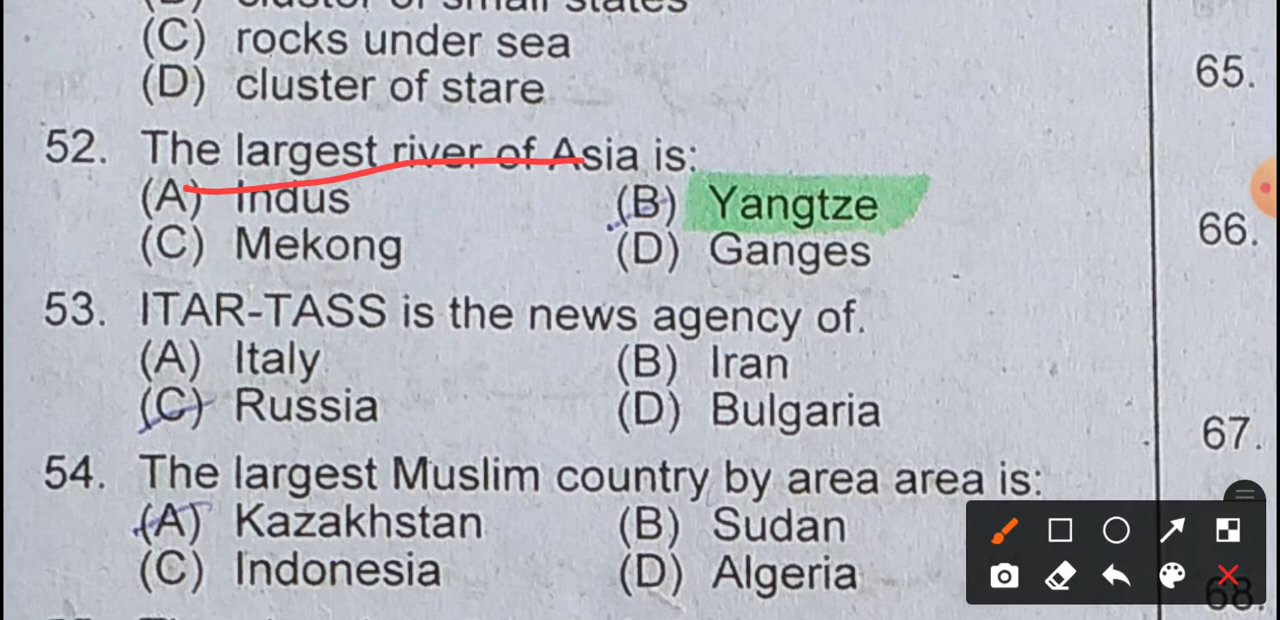 (C) rocks under sea
65.
(D) cluster of stare
52. The largest river of Asia is:
(A) Indus (B) Yangtze
66.
(C) Mekong (D) Ganges
53. ITAR-TASS is the news agency of.
(A) Italy (B) Iran
(C) Russia (D) Bulgaria
67.
54. The largest Muslim country by area area is:
(A) Kazakhstan (B) Sudan
(C) Indonesia (D) Algeria
68.